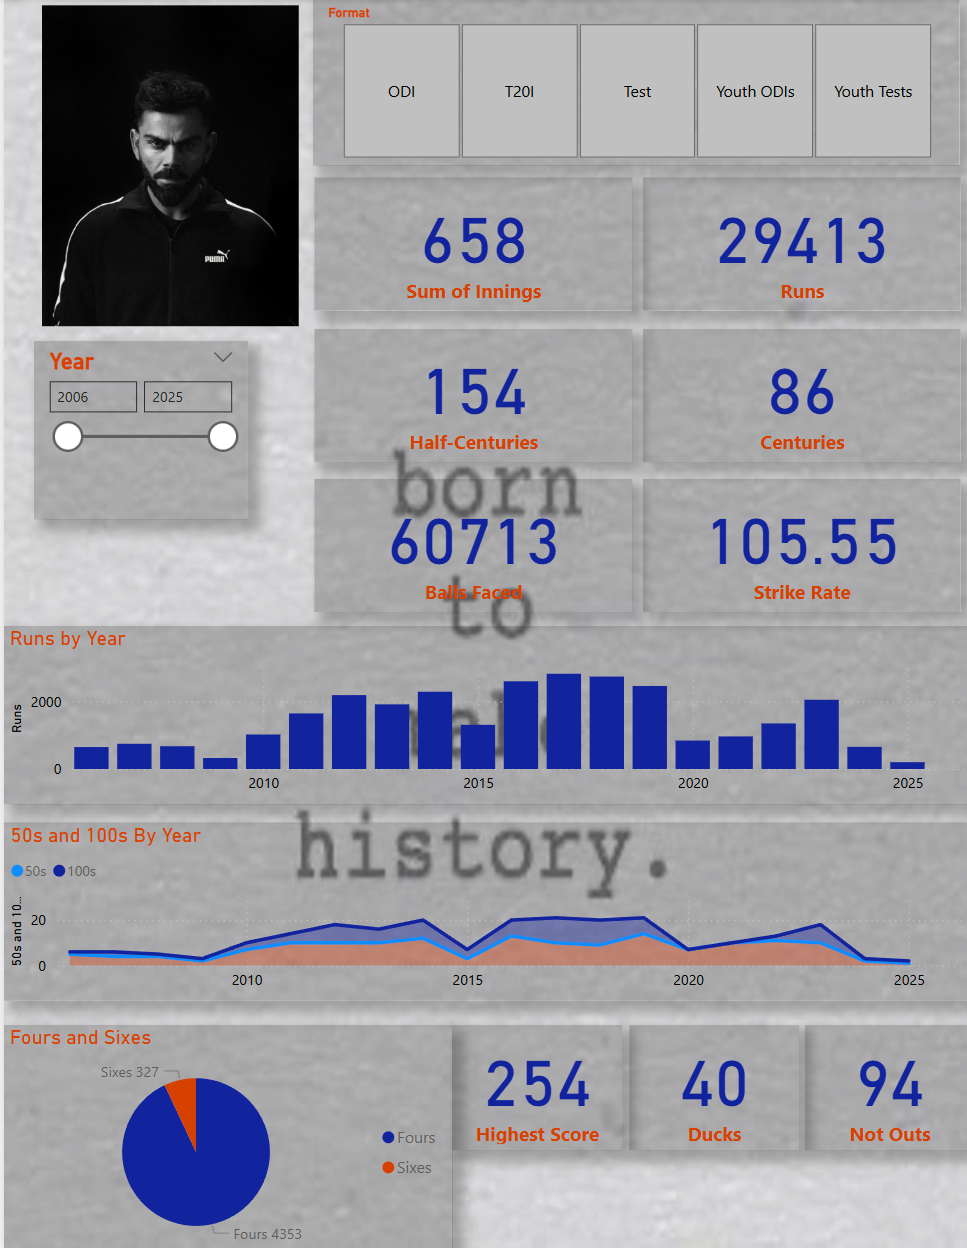 Format
ODI
T20I
Test
Youth ODIs
Youth Tests
PUMA
Year
2006
2025
658
Sum of Innings
29413
Runs
154
Half-Centuries
86
Centuries
born
60713
Balls Faced
105.55
Strike Rate
to
Runs by Year
Runs
2000
0
2010
2015
2020
2025
history.
50s and 100s By Year
50s
100s
50s and 10...
20
0
2010
2015
2020
2025
Fours and Sixes
Sixes 327
Fours 4353
Fours
Sixes
254
Highest Score
40
Ducks
94
Not Outs